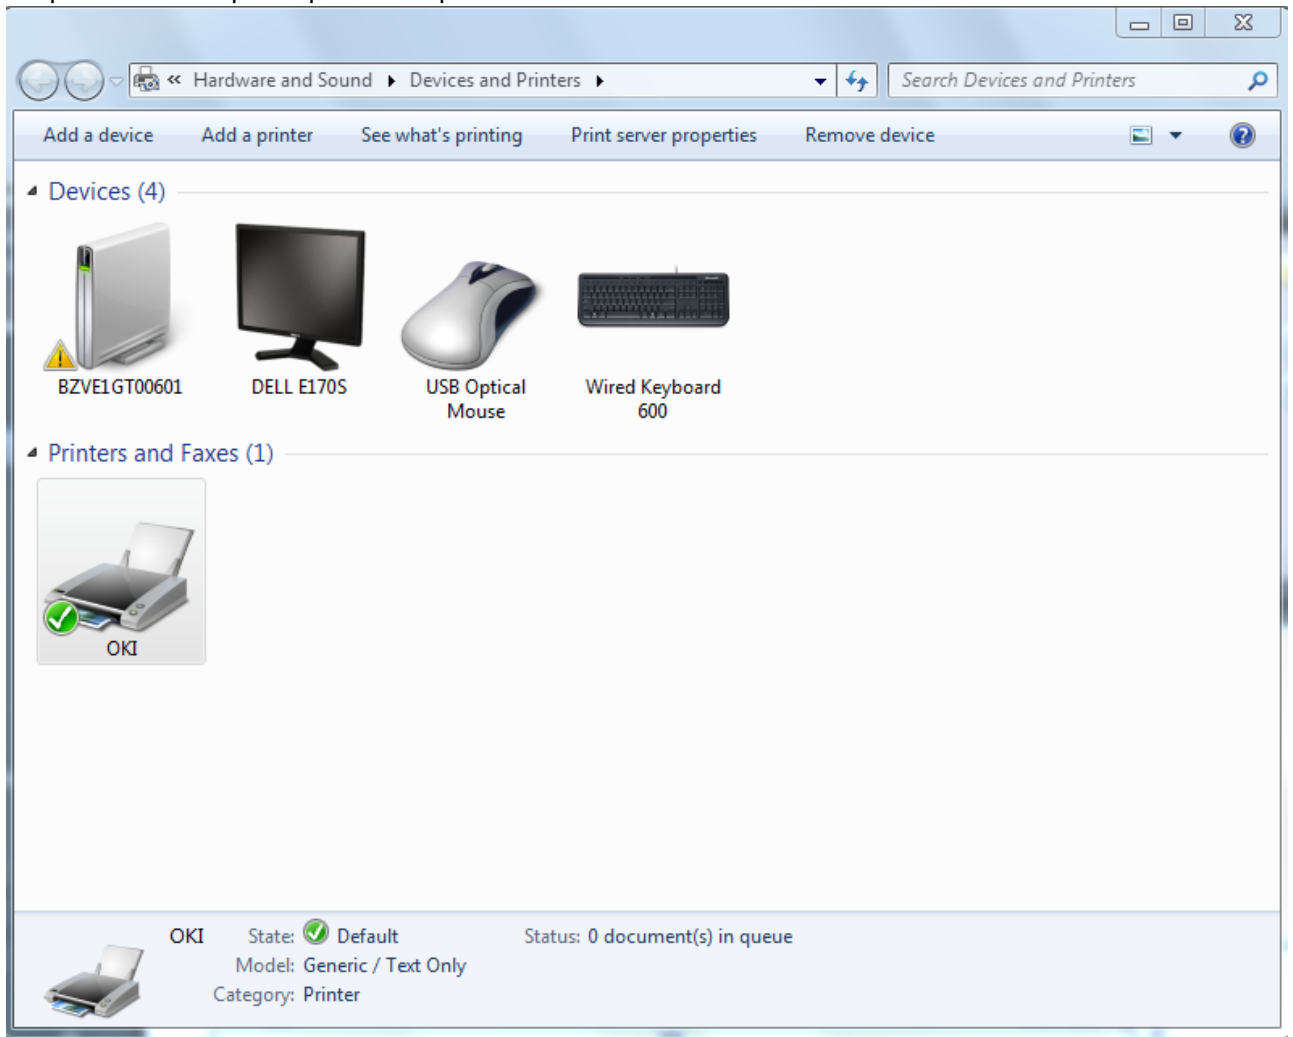 Hardware and Sound Devices and Printers Search Devices and Printers
Add a device Add a printer See what's printing Print server properties Remove device
Devices (4)
BZVE1GT00601 DELL E170S USB Optical Mouse Wired Keyboard 600
Printers and Faxes (1)
OKI
OKI State: Default Status: 0 document(s) in queue
Model: Generic / Text Only
Category: Printer